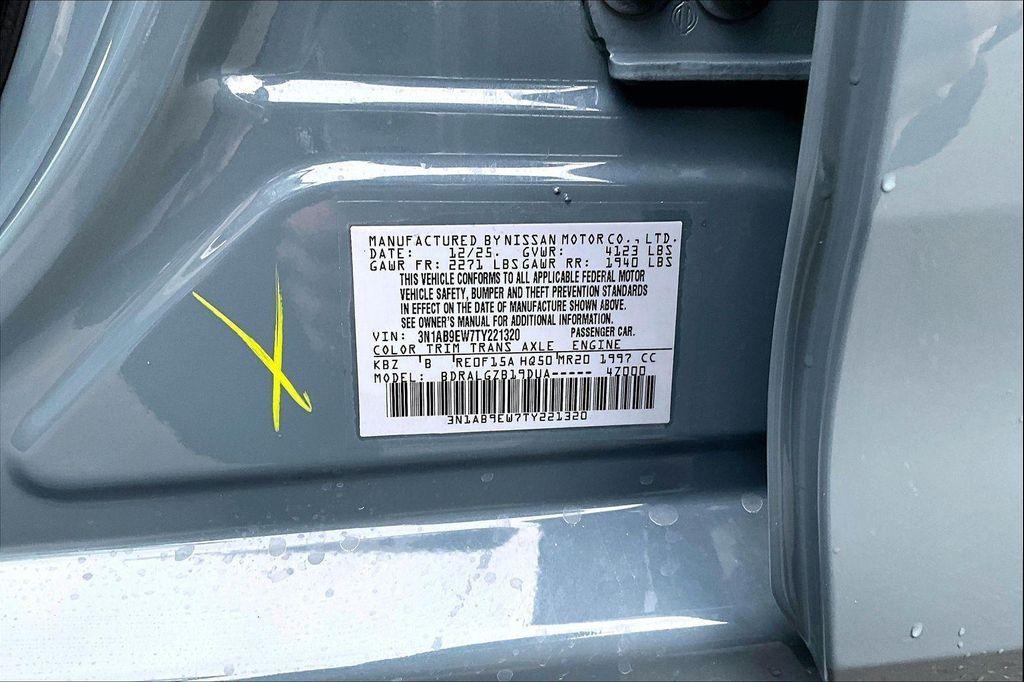 MANUFACTURED BY NISSAN MOTOR CO., LTD.
DATE: 12/25. GVWR: 4123 LBS
GAWR FR: 2271 LBS GAWR RR: 1940 LBS
THIS VEHICLE CONFORMS TO ALL APPLICABLE FEDERAL MOTOR
VEHICLE SAFETY, BUMPER AND THEFT PREVENTION STANDARDS
IN EFFECT ON THE DATE OF MANUFACTURE SHOWN ABOVE.
SEE OWNER'S MANUAL FOR ADDITIONAL INFORMATION.
VIN: 3N1AB9EW7TY221320 PASSENGER CAR.
COLOR TRIM TRANS AXLE ENGINE
KBZ B RE0F15A HQ50 MR20 1997 CC
MODEL: BDRALGZB19DUA----- 4Z000
3N1AB9EW7TY221320